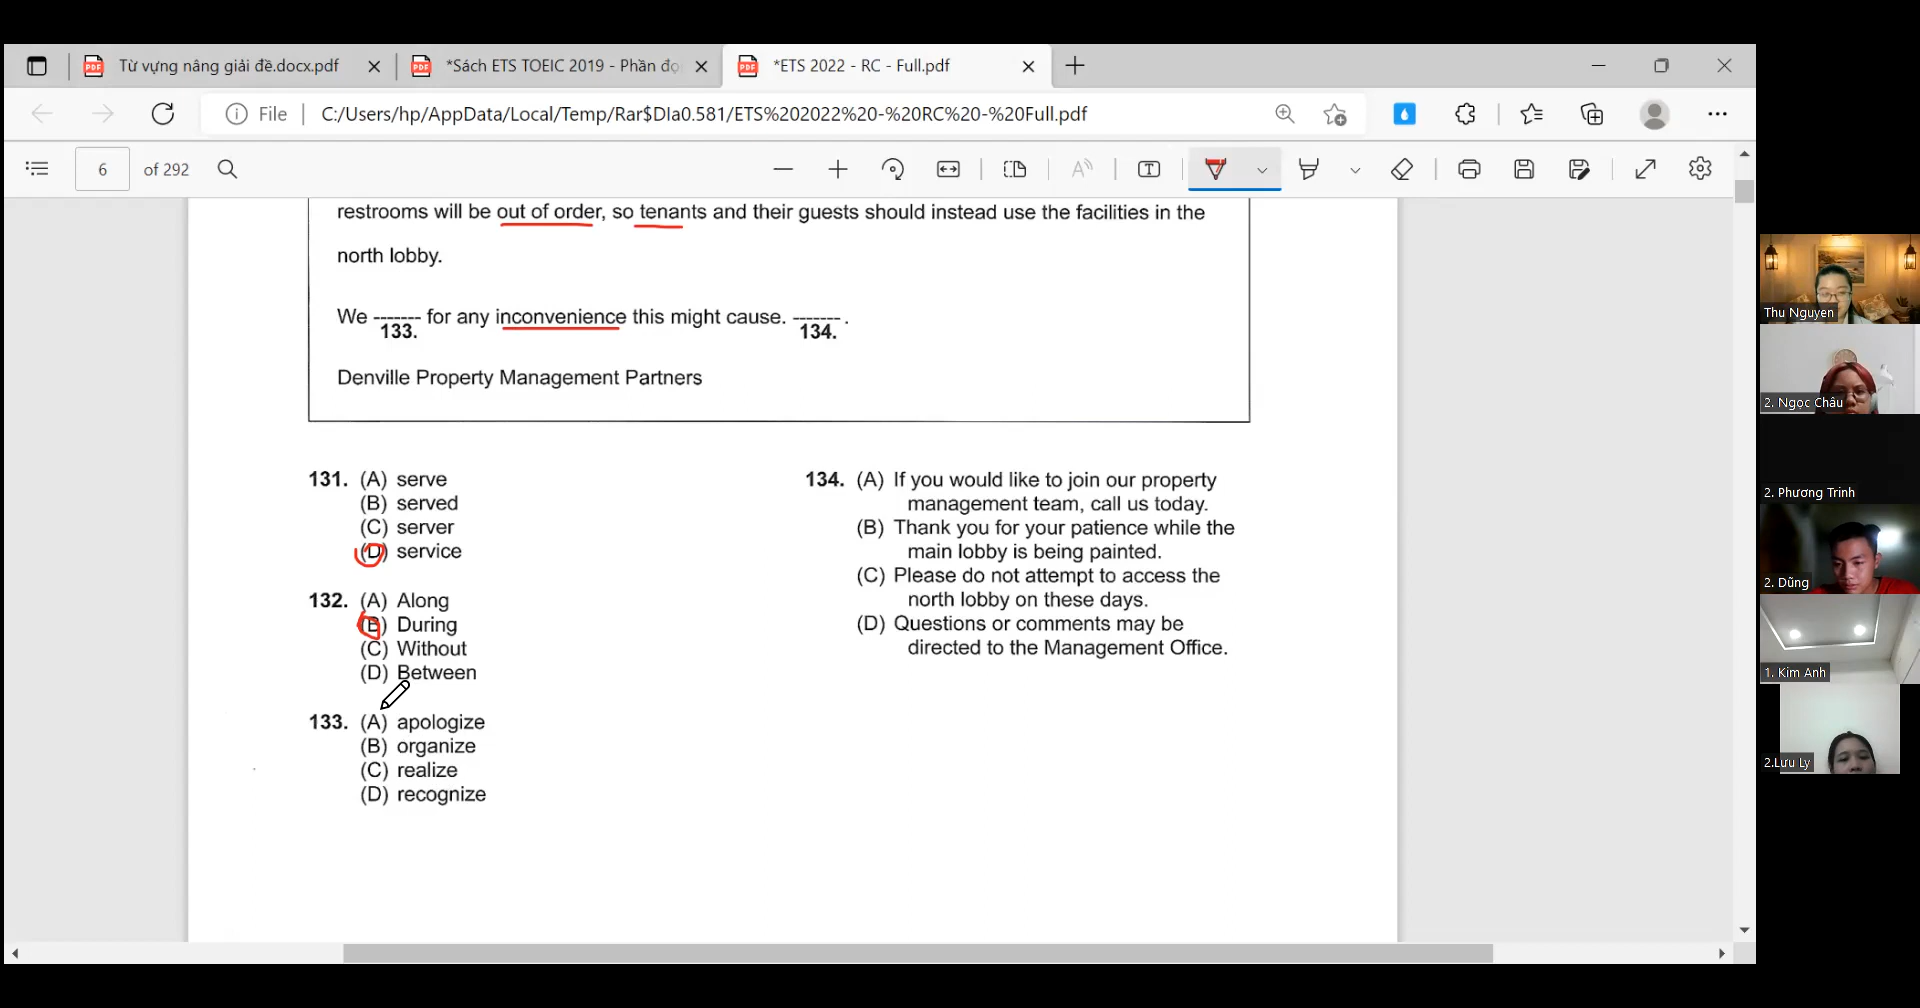 Từ vựng nâng giải đề.docx.pdf
*Sách ETS TOEIC 2019 - Phần đọ
*ETS 2022 - RC - Full.pdf
File
C:/Users/hp/AppData/Local/Temp/Rar$DIa0.581/ETS%202022%20-%20RC%20-%20Full.pdf
6 of 292
restrooms will be out of order, so tenants and their guests should instead use the facilities in the
north lobby.
We ------- for any inconvenience this might cause. ------- .
133. 134.
Denville Property Management Partners
131. (A) serve
(B) served
(C) server
(D) service
132. (A) Along
(B) During
(C) Without
(D) Between
133. (A) apologize
(B) organize
(C) realize
(D) recognize
134. (A) If you would like to join our property
management team, call us today.
(B) Thank you for your patience while the
main lobby is being painted.
(C) Please do not attempt to access the
north lobby on these days.
(D) Questions or comments may be
directed to the Management Office.
Thu Nguyen
2. Ngọc Châu
2. Phương Trinh
2. Dũng
1. Kim Anh
2.Lưu Ly